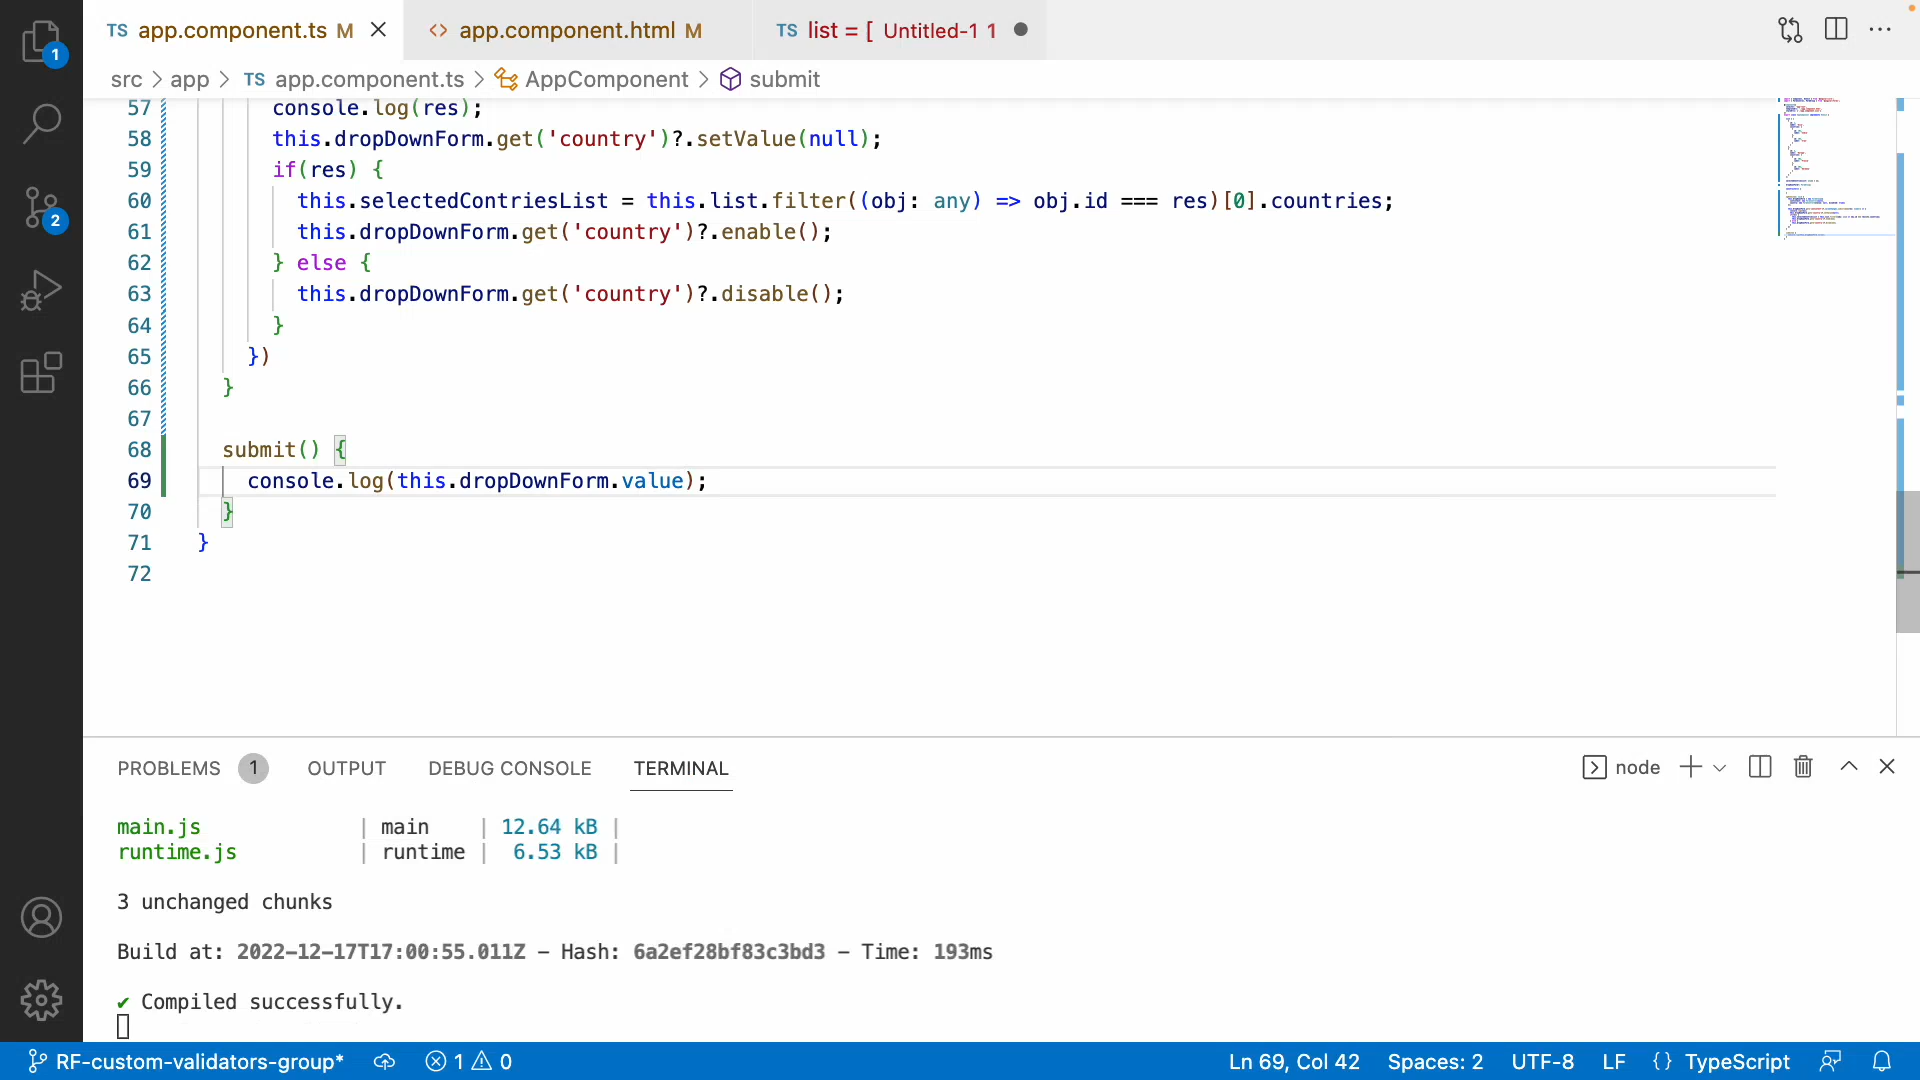 TS app.component.ts M
<> app.component.html M
TS list = [ Untitled-1 1
src > app > TS app.component.ts > AppComponent > submit
57 console.log(res);
58 this.dropDownForm.get('country')?.setValue(null);
59 if(res) {
60 this.selectedContriesList = this.list.filter((obj: any) => obj.id === res)[0].countries;
61 this.dropDownForm.get('country')?.enable();
62 } else {
63 this.dropDownForm.get('country')?.disable();
64 }
65 })
66 }
67
68 submit() {
69 console.log(this.dropDownForm.value);
70 }
71 }
72
1
2
PROBLEMS 1 OUTPUT DEBUG CONSOLE TERMINAL
node
main.js | main | 12.64 kB |
runtime.js | runtime | 6.53 kB |
3 unchanged chunks
Build at: 2022-12-17T17:00:55.011Z - Hash: 6a2ef28bf83c3bd3 - Time: 193ms
✔ Compiled successfully.
RF-custom-validators-group* 1 0
Ln 69, Col 42 Spaces: 2 UTF-8 LF {} TypeScript